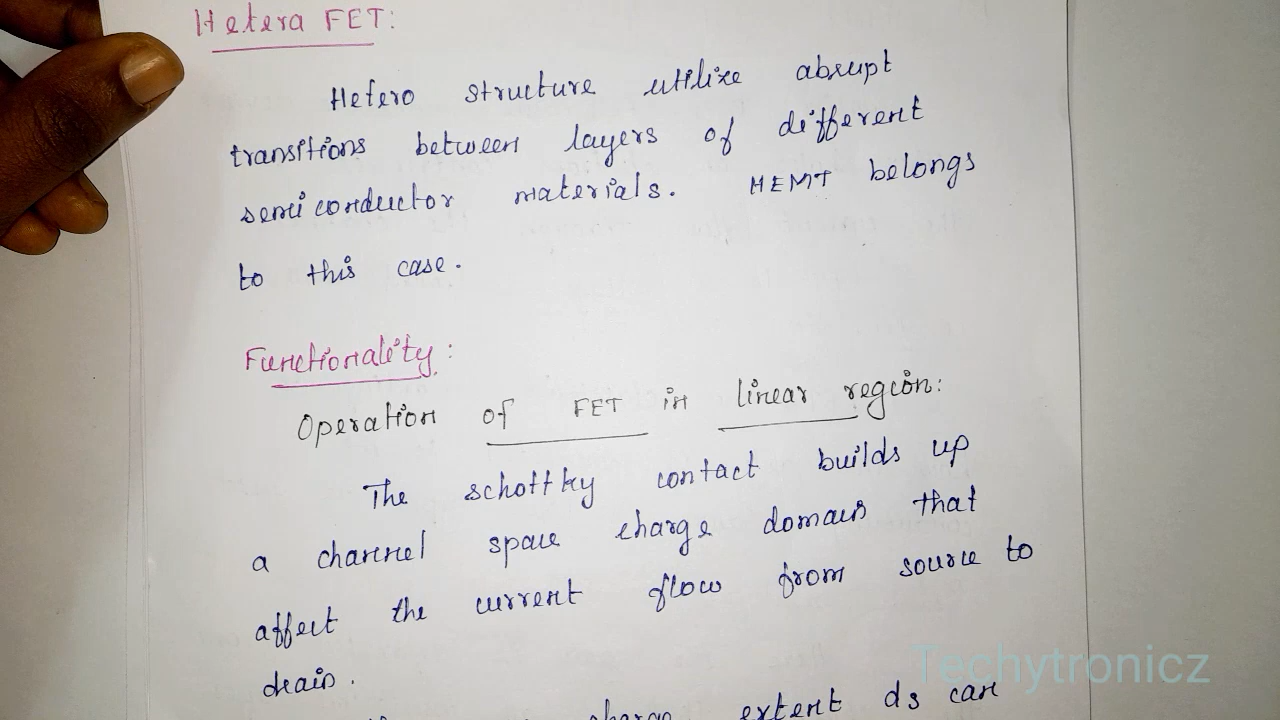 Hetera FET:
Hetero structure utilize abrupt
transitions between layers of different
semiconductor materials. HEMT belongs
to this case.
Functionality:
Operation of FET in linear region:
The schottky contact builds up
a channel space charge domain that
affect the current flow from source to
drain.
extent ds can
Techytronicz